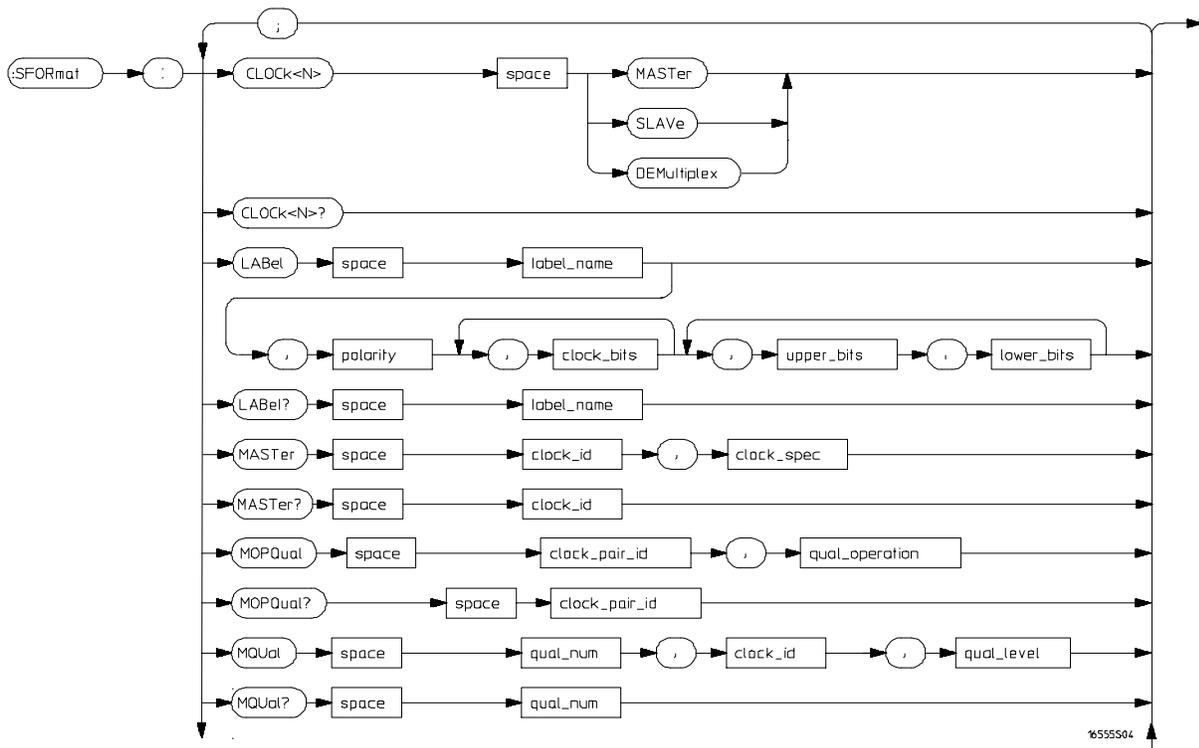 ;
:SFORmat : CLOCk<N> space MASTer
SLAVe
DEMultiplex
CLOCk<N>?
LABel space label_name
, polarity , clock_bits , upper_bits , lower_bits
LABel? space label_name
MASTer space clock_id , clock_spec
MASTer? space clock_id
MOPQual space clock_pair_id , qual_operation
MOPQual? space clock_pair_id
MQUal space qual_num , clock_id , qual_level
MQUal? space qual_num
16555S04